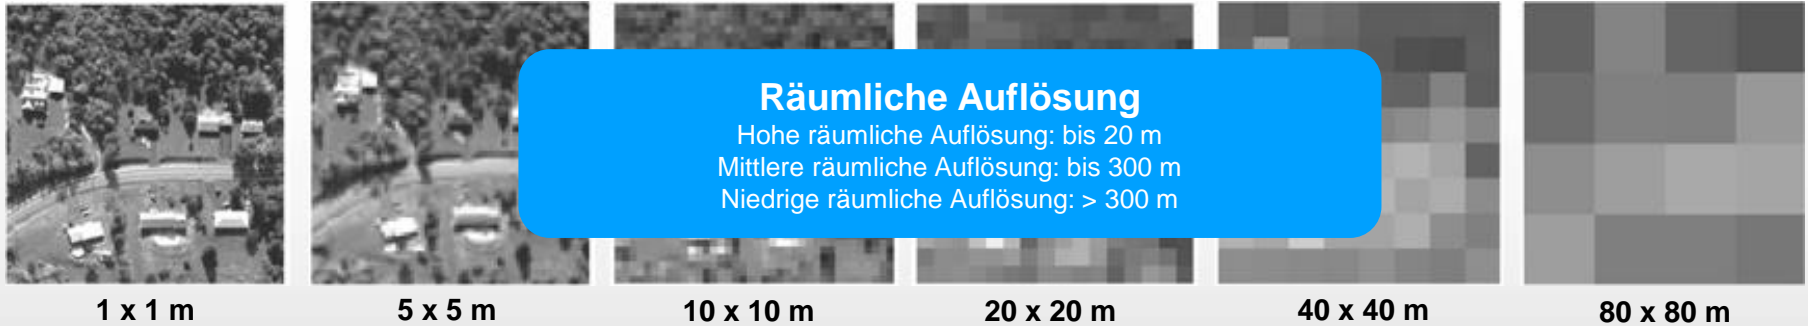 Räumliche Auflösung
Hohe räumliche Auflösung: bis 20 m
Mittlere räumliche Auflösung: bis 300 m
Niedrige räumliche Auflösung: > 300 m
1 x 1 m
5 x 5 m
10 x 10 m
20 x 20 m
40 x 40 m
80 x 80 m